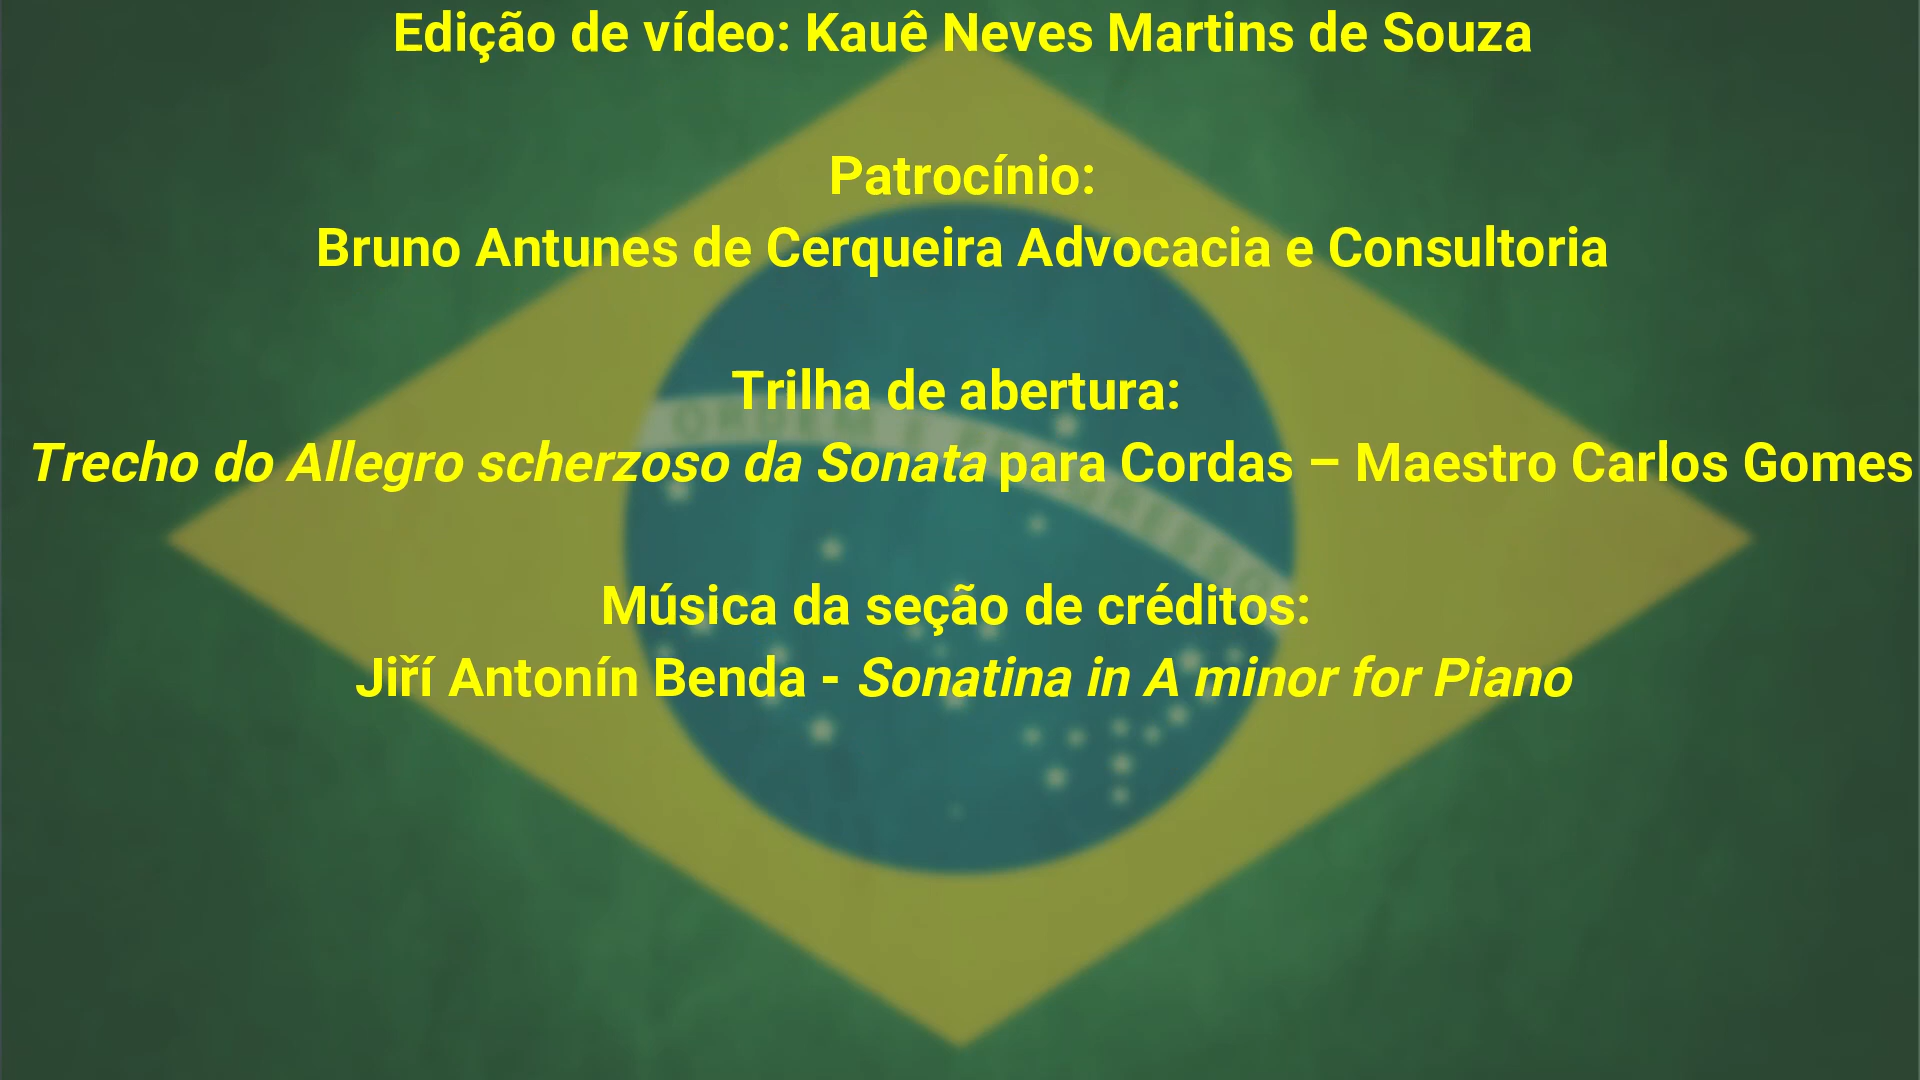 Edição de vídeo: Kauê Neves Martins de Souza
Patrocínio:
Bruno Antunes de Cerqueira Advocacia e Consultoria
Trilha de abertura:
Trecho do Allegro scherzoso da Sonata para Cordas – Maestro Carlos Gomes
Música da seção de créditos:
Jiří Antonín Benda - Sonatina in A minor for Piano